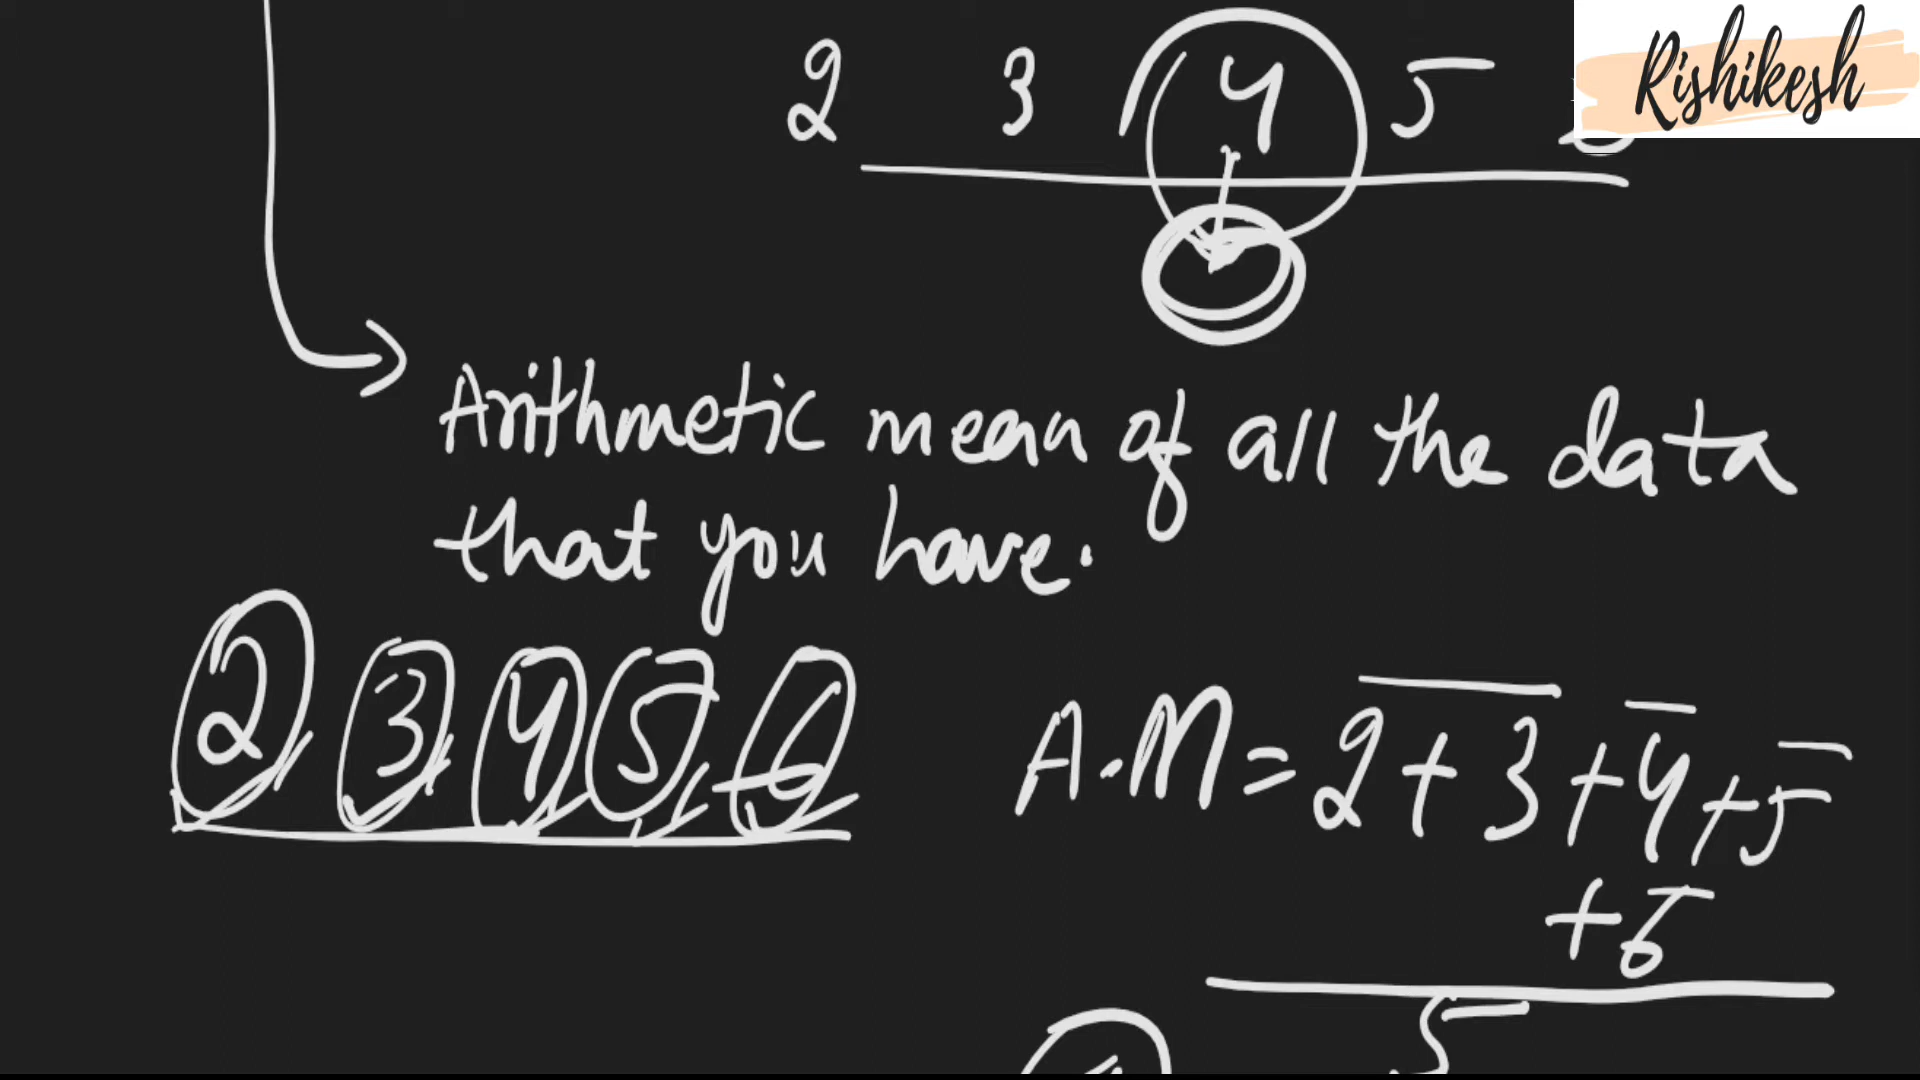 2 3 4 5
Rishikesh
Arithmetic mean of all the data
that you have.
2, 3, 4, 5, 6
A.M = 2 + 3 + 4 + 5
+ 6
5